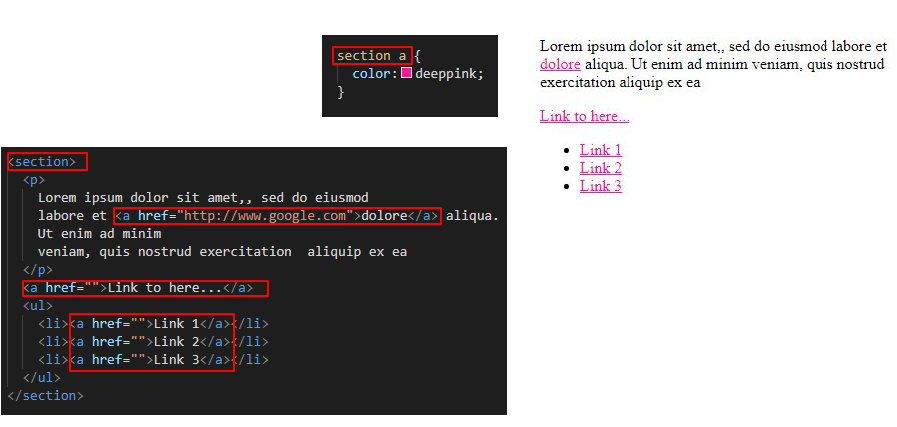 section a {
color: deeppink;
}
<section>
<p>
Lorem ipsum dolor sit amet,, sed do eiusmod
labore et <a href="http://www.google.com">dolore</a> aliqua.
Ut enim ad minim
veniam, quis nostrud exercitation  aliquip ex ea
</p>
<a href="">Link to here...</a>
<ul>
<li><a href="">Link 1</a></li>
<li><a href="">Link 2</a></li>
<li><a href="">Link 3</a></li>
</ul>
</section>
Lorem ipsum dolor sit amet,, sed do eiusmod labore et
dolore aliqua. Ut enim ad minim veniam, quis nostrud
exercitation aliquip ex ea
Link to here...
• Link 1
• Link 2
• Link 3